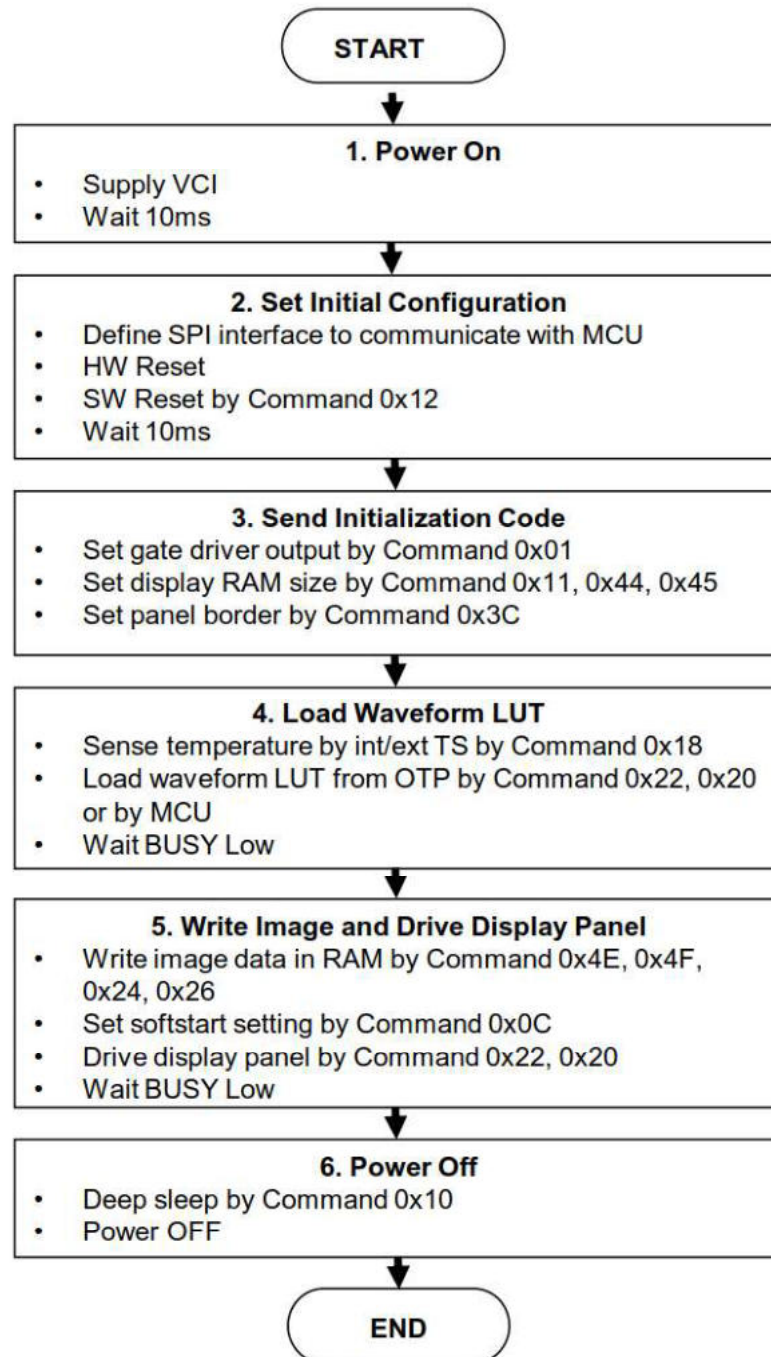 START
1. Power On
• Supply VCI
• Wait 10ms
2. Set Initial Configuration
• Define SPI interface to communicate with MCU
• HW Reset
• SW Reset by Command 0x12
• Wait 10ms
3. Send Initialization Code
• Set gate driver output by Command 0x01
• Set display RAM size by Command 0x11, 0x44, 0x45
• Set panel border by Command 0x3C
4. Load Waveform LUT
• Sense temperature by int/ext TS by Command 0x18
• Load waveform LUT from OTP by Command 0x22, 0x20
or by MCU
• Wait BUSY Low
5. Write Image and Drive Display Panel
• Write image data in RAM by Command 0x4E, 0x4F,
0x24, 0x26
• Set softstart setting by Command 0x0C
• Drive display panel by Command 0x22, 0x20
• Wait BUSY Low
6. Power Off
• Deep sleep by Command 0x10
• Power OFF
END